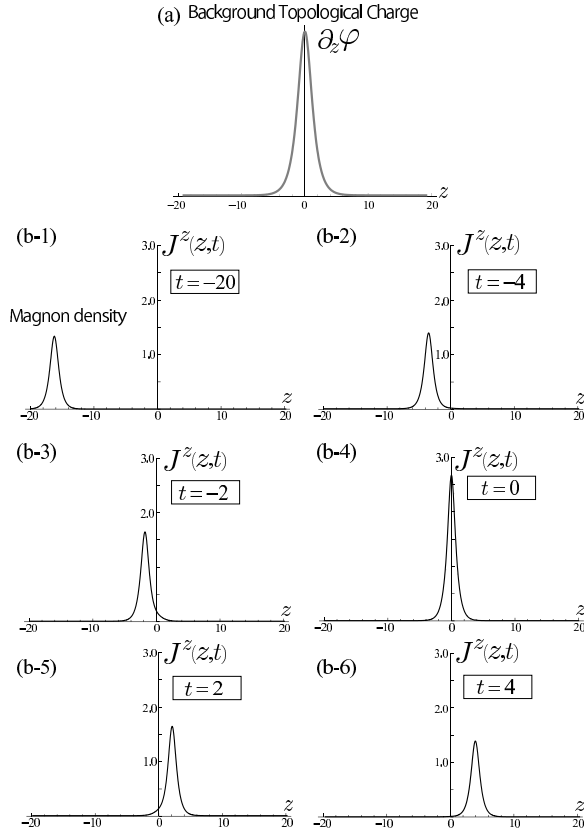 (a) Background Topological Charge
∂zφ
z
−20 −10 0 10 20
(b-1)
Jᶻ(z,t)
3.0
t = −20
2.0
Magnon density
1.0
z
−20 −10 0 10 20
(b-2)
Jᶻ(z,t)
3.0
t = −4
2.0
1.0
z
−20 −10 0 10 20
(b-3)
Jᶻ(z,t)
3.0
t = −2
2.0
1.0
z
−20 −10 0 10 20
(b-4)
Jᶻ(z,t)
3.0
t = 0
2.0
1.0
z
−20 −10 0 10 20
(b-5)
Jᶻ(z,t)
3.0
t = 2
2.0
1.0
z
−20 −10 0 10 20
(b-6)
Jᶻ(z,t)
3.0
t = 4
2.0
1.0
z
−20 −10 0 10 20